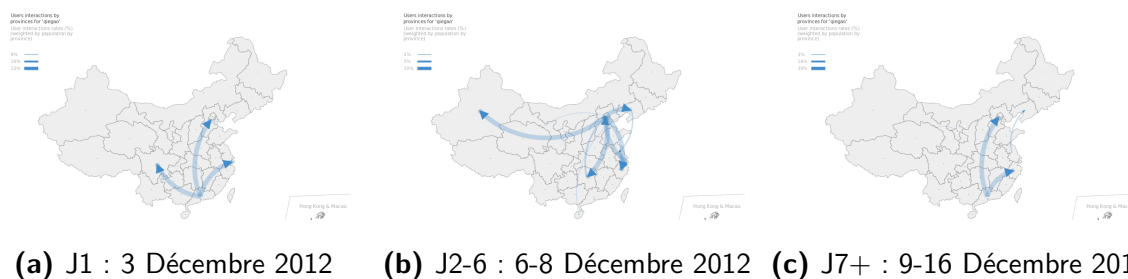 Users interactions by
provinces for 'qiegao'
User interactions rates (%)
(weighted by population by
province)
Hong Kong & Macau
(a) J1 : 3 Décembre 2012
Users interactions by
provinces for 'qiegao'
User interactions rates (%)
(weighted by population by
province)
Hong Kong & Macau
(b) J2-6 : 6-8 Décembre 2012
Users interactions by
provinces for 'qiegao'
User interactions rates (%)
(weighted by population by
province)
Hong Kong & Macau
(c) J7+ : 9-16 Décembre 201